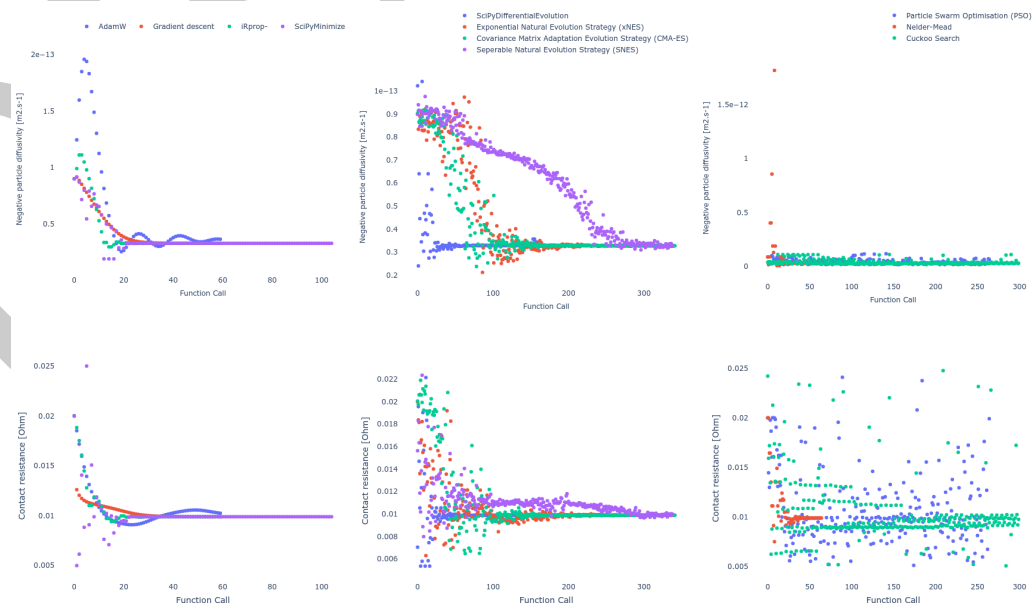 AdamW Gradient descent iRprop- SciPyMinimize
2e−13
1.5
1
0.5
Negative particle diffusivity [m2.s-1]
0 20 40 60 80 100
Function Call
SciPyDifferentialEvolution
Exponential Natural Evolution Strategy (xNES)
Covariance Matrix Adaptation Evolution Strategy (CMA-ES)
Seperable Natural Evolution Strategy (SNES)
1e−13
0.9
0.8
0.7
0.6
0.5
0.4
0.3
0.2
Negative particle diffusivity [m2.s-1]
0 100 200 300
Function Call
Particle Swarm Optimisation (PSO)
Nelder-Mead
Cuckoo Search
1.5e−12
1
0.5
0
Negative particle diffusivity [m2.s-1]
0 50 100 150 200 250 300
Function Call
0.025
0.02
0.015
0.01
0.005
Contact resistance [Ohm]
0 20 40 60 80 100
Function Call
0.022
0.02
0.018
0.016
0.014
0.012
0.01
0.008
0.006
Contact resistance [Ohm]
0 100 200 300
Function Call
0.025
0.02
0.015
0.01
0.005
Contact resistance [Ohm]
0 50 100 150 200 250 300
Function Call